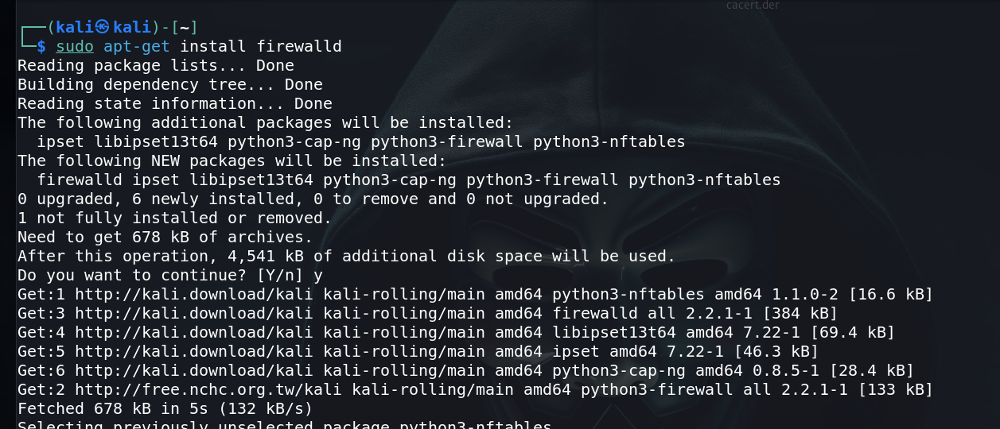 cacert.der
┌──(kali㉿kali)-[~]
└─$ sudo apt-get install firewalld
Reading package lists... Done
Building dependency tree... Done
Reading state information... Done
The following additional packages will be installed:
  ipset libipset13t64 python3-cap-ng python3-firewall python3-nftables
The following NEW packages will be installed:
  firewalld ipset libipset13t64 python3-cap-ng python3-firewall python3-nftables
0 upgraded, 6 newly installed, 0 to remove and 0 not upgraded.
1 not fully installed or removed.
Need to get 678 kB of archives.
After this operation, 4,541 kB of additional disk space will be used.
Do you want to continue? [Y/n] y
Get:1 http://kali.download/kali kali-rolling/main amd64 python3-nftables amd64 1.1.0-2 [16.6 kB]
Get:3 http://kali.download/kali kali-rolling/main amd64 firewalld all 2.2.1-1 [384 kB]
Get:4 http://kali.download/kali kali-rolling/main amd64 libipset13t64 amd64 7.22-1 [69.4 kB]
Get:5 http://kali.download/kali kali-rolling/main amd64 ipset amd64 7.22-1 [46.3 kB]
Get:6 http://kali.download/kali kali-rolling/main amd64 python3-cap-ng amd64 0.8.5-1 [28.4 kB]
Get:2 http://free.nchc.org.tw/kali kali-rolling/main amd64 python3-firewall all 2.2.1-1 [133 kB]
Fetched 678 kB in 5s (132 kB/s)
Selecting previously unselected package python3-nftables.